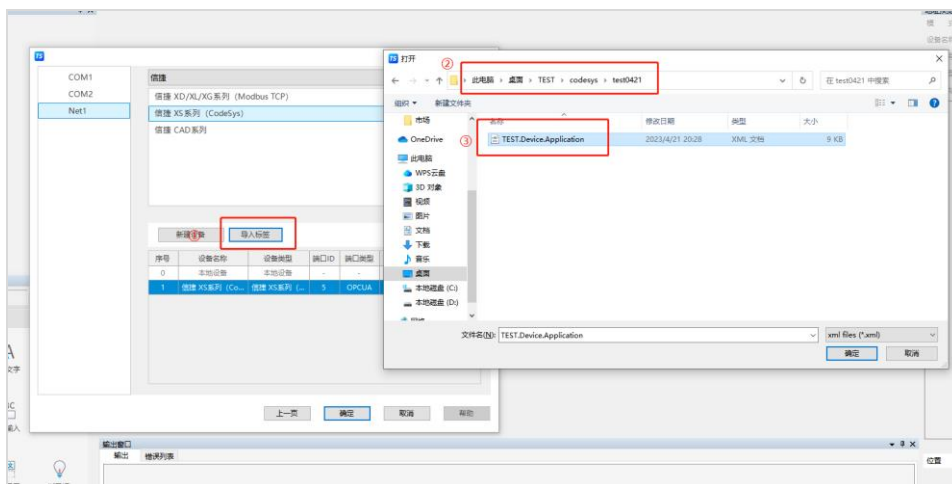 COM1
COM2
Net1
信捷
信捷 XD/XL/XG系列 (Modbus TCP)
信捷 XS系列 (CodeSys)
信捷 CAD系列
导入标签
序号 设备名称 设备类型 端口ID 端口类型
0 本地设备 本地设备 - -
1 信捷 XS系列 (Co... 信捷 XS系列 (... 5 OPCUA
上一页 确定 取消 帮助
打开
②
此电脑 › 桌面 › TEST › codesys › test0421
在 test0421 中搜索
组织 新建文件夹
名称 修改日期 类型 大小
③
TEST.Device.Application 2023/4/21 20:28 XML 文档 9 KB
市场
OneDrive
此电脑
WPS云盘
3D 对象
视频
图片
文档
下载
音乐
桌面
本地磁盘 (C:)
本地磁盘 (D:)
文件名(N): TEST.Device.Application xml files (*.xml)
确定 取消
输出窗口
输出 错误列表
位置